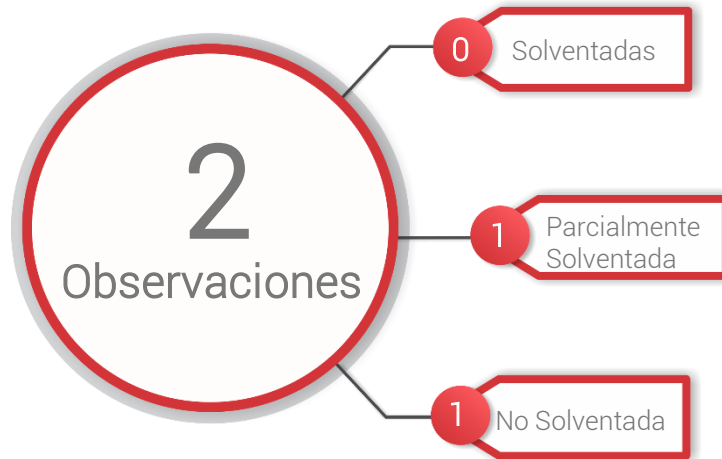 2
Observaciones
0
Solventadas
1
Parcialmente
Solventada
1
No Solventada